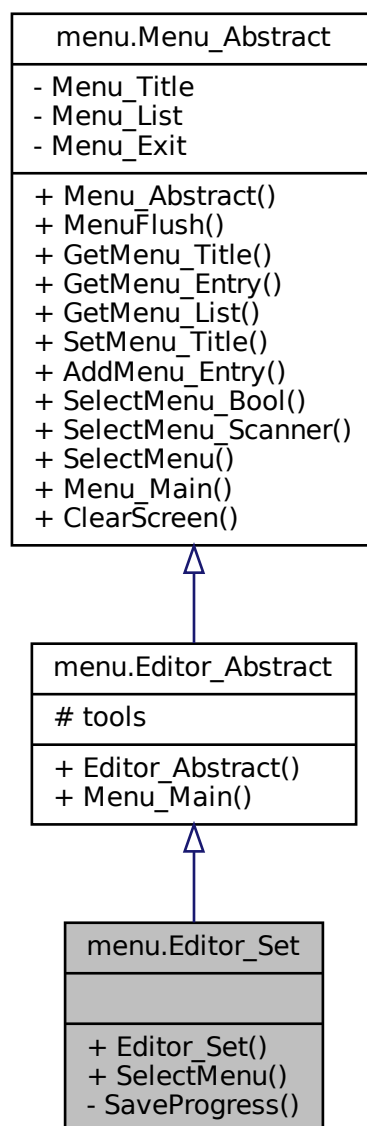 menu.Menu_Abstract
- Menu_Title
- Menu_List
- Menu_Exit
+ Menu_Abstract()
+ MenuFlush()
+ GetMenu_Title()
+ GetMenu_Entry()
+ GetMenu_List()
+ SetMenu_Title()
+ AddMenu_Entry()
+ SelectMenu_Bool()
+ SelectMenu_Scanner()
+ SelectMenu()
+ Menu_Main()
+ ClearScreen()
menu.Editor_Abstract
# tools
+ Editor_Abstract()
+ Menu_Main()
menu.Editor_Set
+ Editor_Set()
+ SelectMenu()
- SaveProgress()